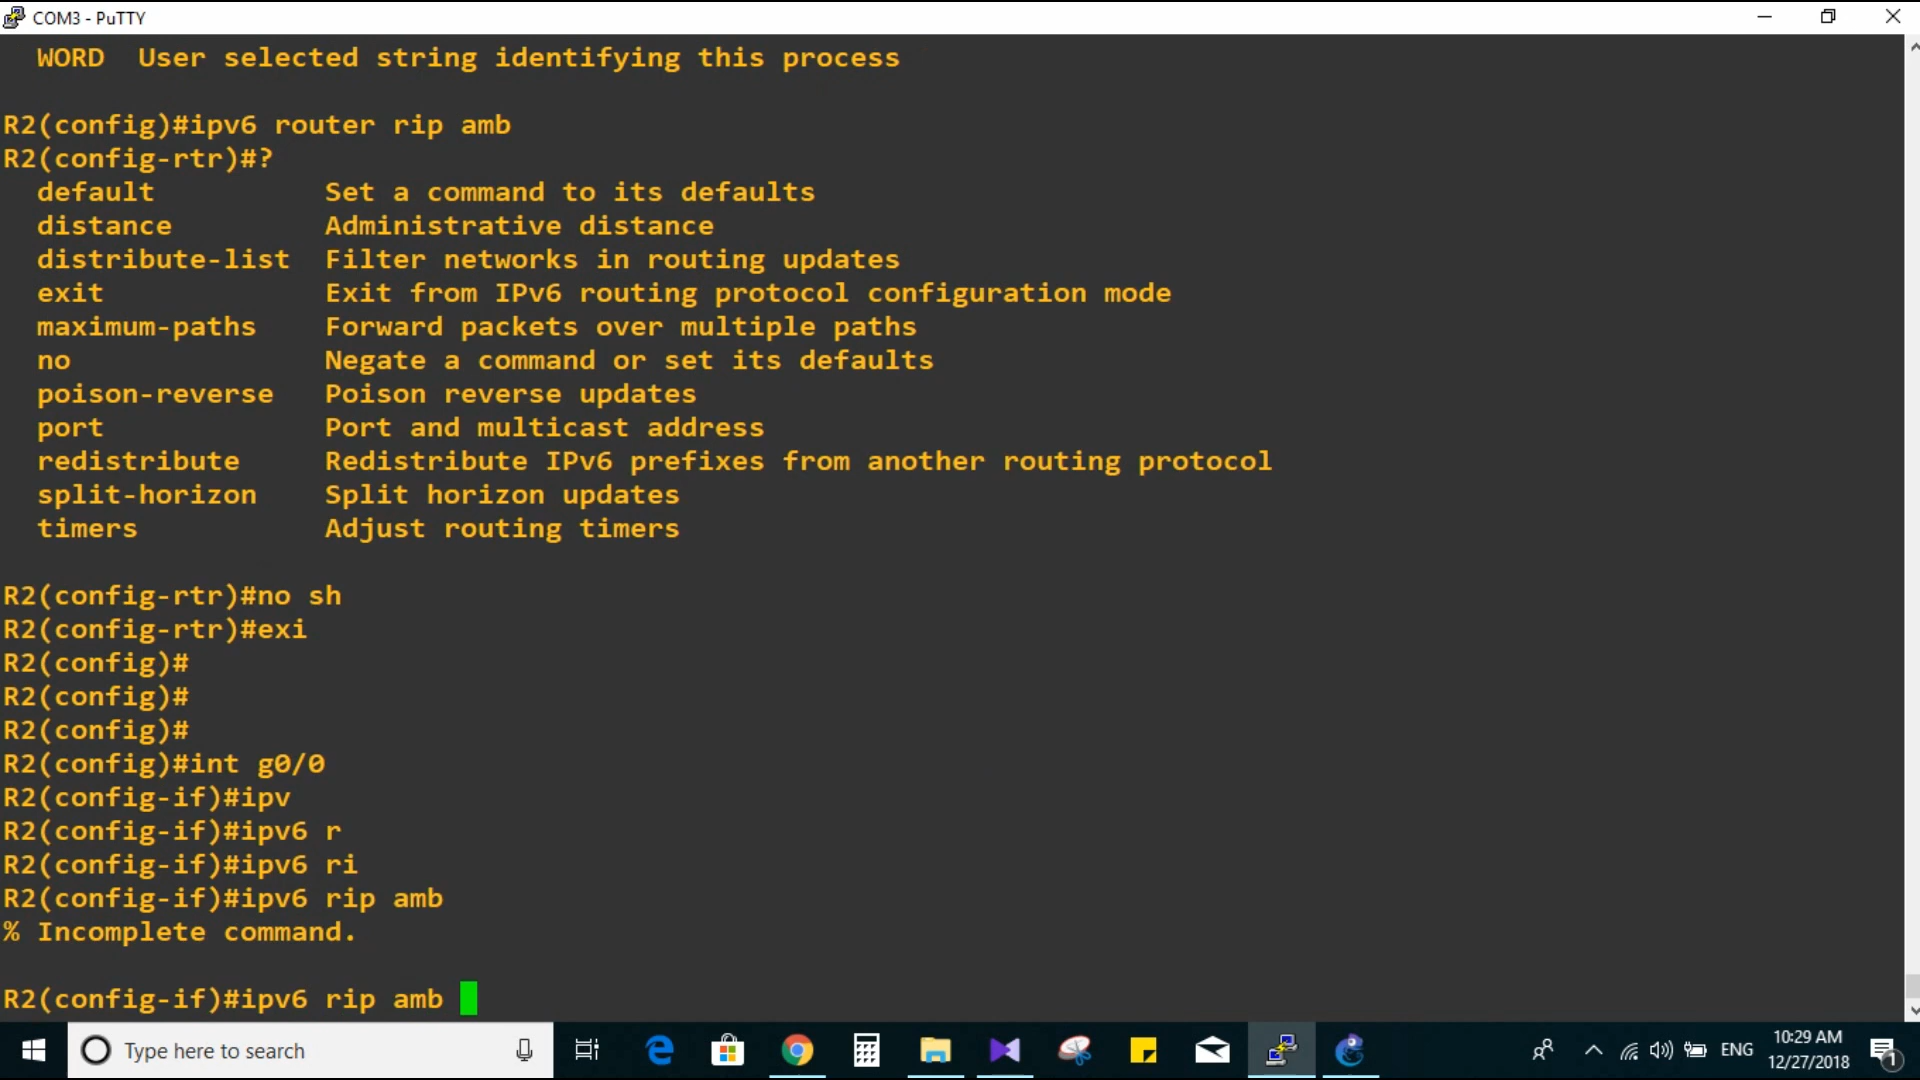 COM3 - PuTTY
WORD  User selected string identifying this process
R2(config)#ipv6 router rip amb
R2(config-rtr)#?
default          Set a command to its defaults
distance         Administrative distance
distribute-list  Filter networks in routing updates
exit             Exit from IPv6 routing protocol configuration mode
maximum-paths    Forward packets over multiple paths
no               Negate a command or set its defaults
poison-reverse   Poison reverse updates
port             Port and multicast address
redistribute     Redistribute IPv6 prefixes from another routing protocol
split-horizon    Split horizon updates
timers           Adjust routing timers
R2(config-rtr)#no sh
R2(config-rtr)#exi
R2(config)#
R2(config)#
R2(config)#
R2(config)#int g0/0
R2(config-if)#ipv
R2(config-if)#ipv6 r
R2(config-if)#ipv6 ri
R2(config-if)#ipv6 rip amb
% Incomplete command.
R2(config-if)#ipv6 rip amb
Type here to search
ENG
10:29 AM
12/27/2018
1